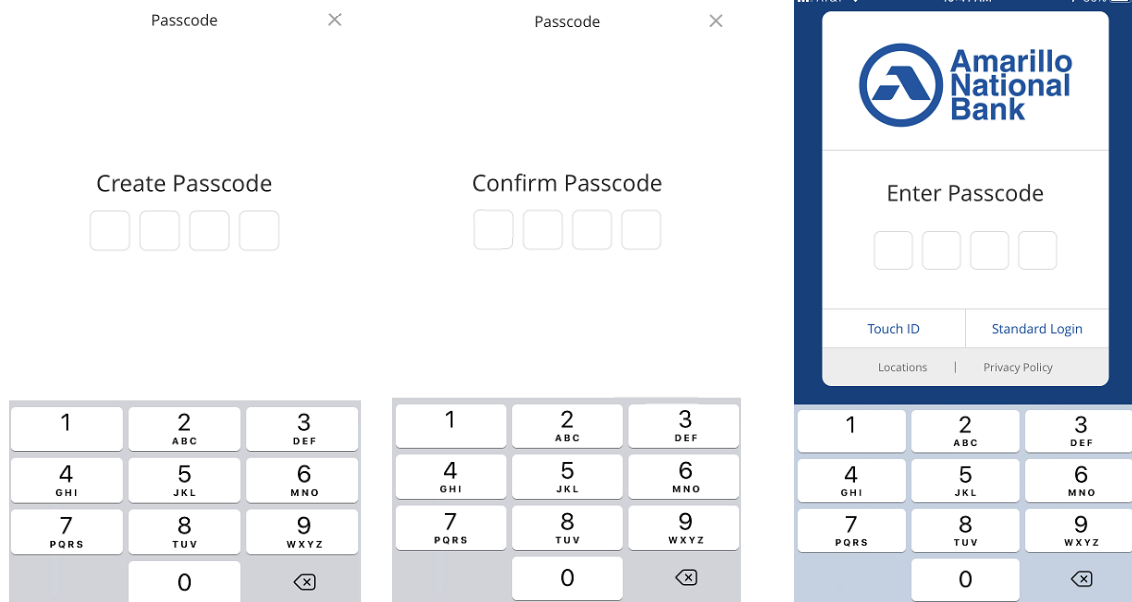 Passcode
Create Passcode
1 2 3
ABC DEF
4 5 6
GHI JKL MNO
7 8 9
PQRS TUV WXYZ
0
Passcode
Confirm Passcode
1 2 3
ABC DEF
4 5 6
GHI JKL MNO
7 8 9
PQRS TUV WXYZ
0
Amarillo
National
Bank
Enter Passcode
Touch ID Standard Login
Locations | Privacy Policy
1 2 3
ABC DEF
4 5 6
GHI JKL MNO
7 8 9
PQRS TUV WXYZ
0